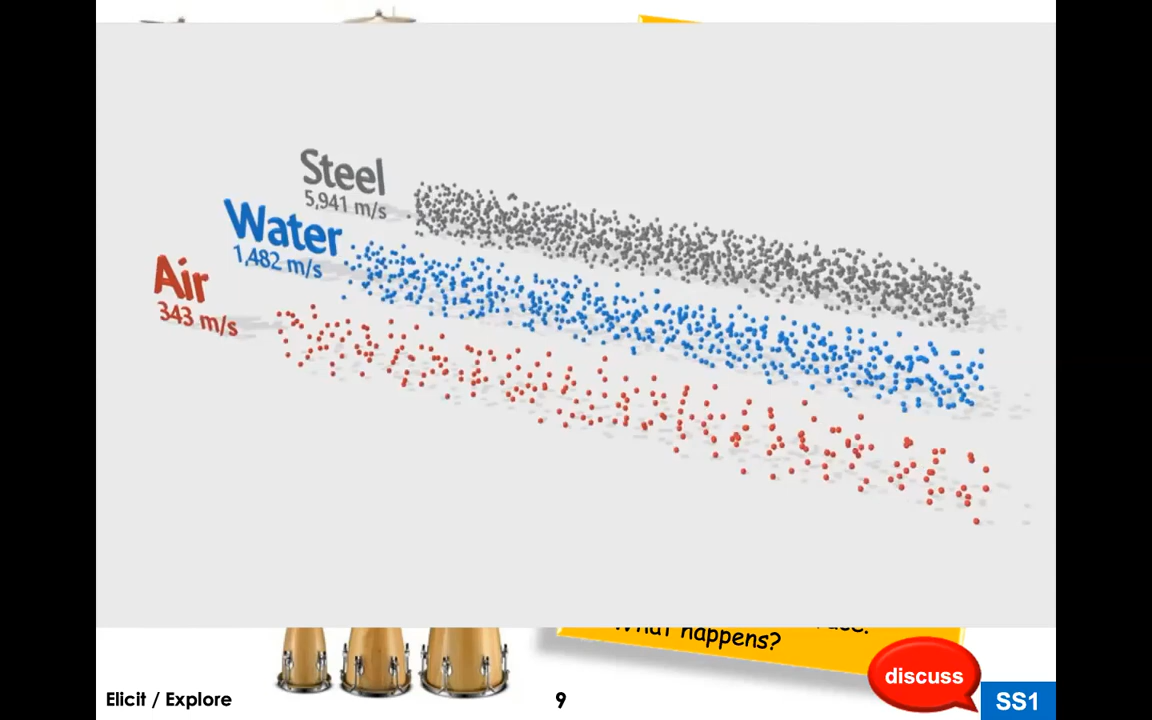 Steel
5,941 m/s
Water
1,482 m/s
Air
343 m/s
What happens?
discuss
Elicit / Explore
9
SS1